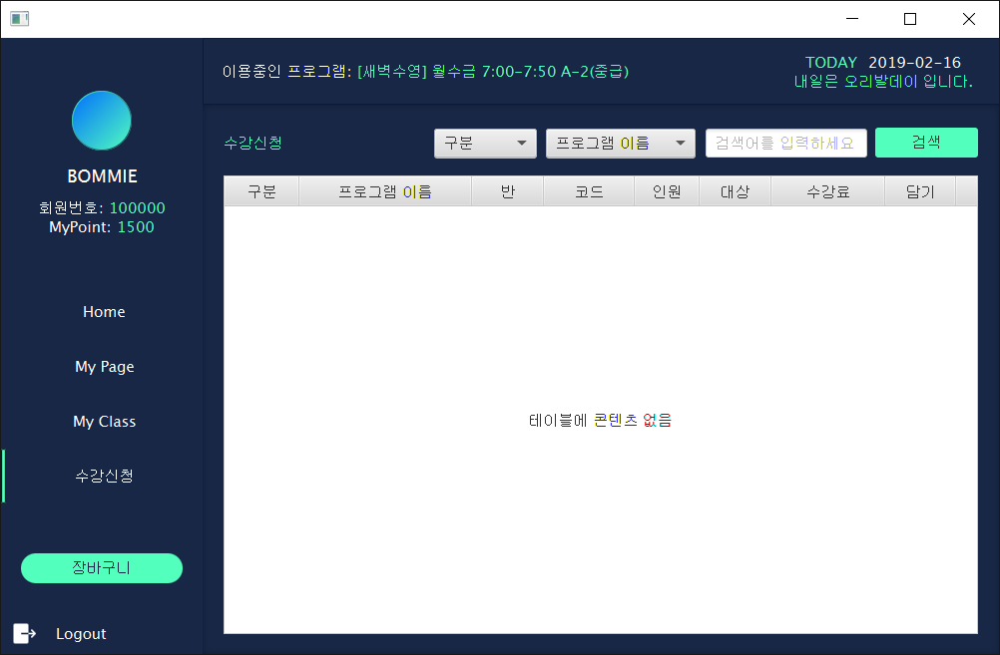 BOMMIE
회원번호: 100000
MyPoint: 1500
Home
My Page
My Class
수강신청
장바구니
Logout
이용중인 프로그램: [새벽수영] 월수금 7:00-7:50 A-2(중급)
TODAY 2019-02-16
내일은 오리발데이 입니다.
수강신청 구분 프로그램 이름 검색어를 입력하세요 검색
구분 프로그램 이름 반 코드 인원 대상 수강료 담기
테이블에 콘텐츠 없음